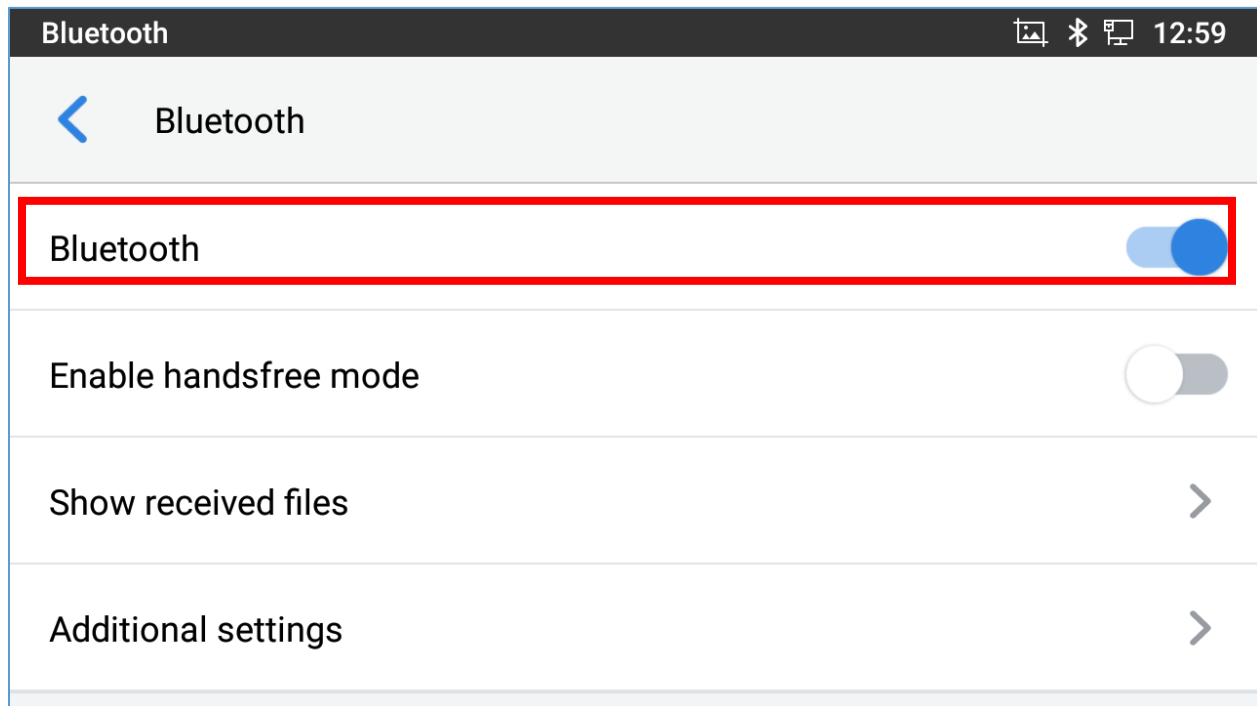 Bluetooth 12:59
Bluetooth
Bluetooth
Enable handsfree mode
Show received files
Additional settings